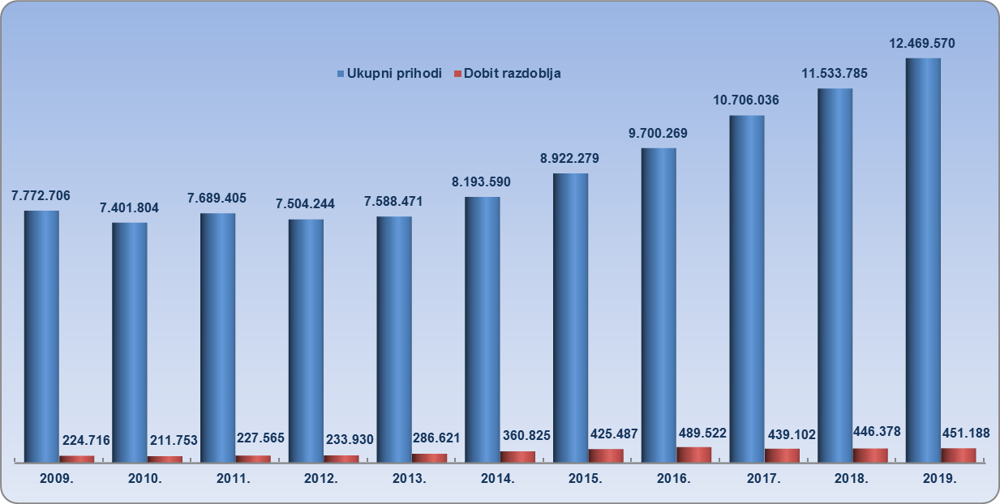 Ukupni prihodi Dobit razdoblja
7.772.706 7.401.804 7.689.405 7.504.244 7.588.471 8.193.590 8.922.279 9.700.269 10.706.036 11.533.785 12.469.570
224.716 211.753 227.565 233.930 286.621 360.825 425.487 489.522 439.102 446.378 451.188
2009. 2010. 2011. 2012. 2013. 2014. 2015. 2016. 2017. 2018. 2019.